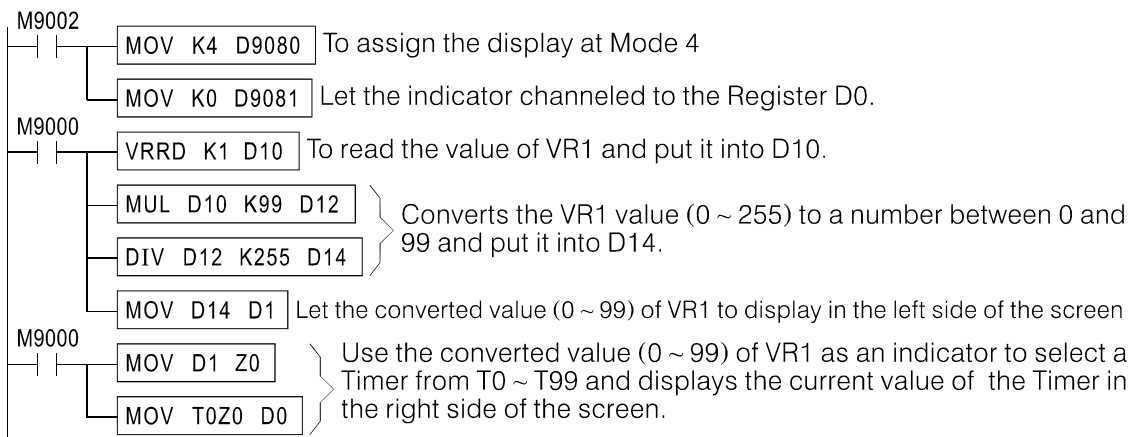 M9002
MOV K4 D9080 To assign the display at Mode 4
MOV K0 D9081 Let the indicator channeled to the Register D0.
M9000
VRRD K1 D10 To read the value of VR1 and put it into D10.
MUL D10 K99 D12
DIV D12 K255 D14
Converts the VR1 value (0 ~ 255) to a number between 0 and
99 and put it into D14.
MOV D14 D1 Let the converted value (0 ~ 99) of VR1 to display in the left side of the screen
M9000
MOV D1 Z0
MOV T0Z0 D0
Use the converted value (0 ~ 99) of VR1 as an indicator to select a
Timer from T0 ~ T99 and displays the current value of the Timer in
the right side of the screen.